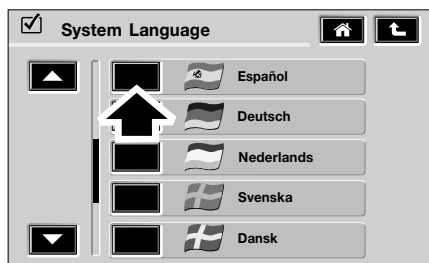 System Language
Español
Deutsch
Nederlands
Svenska
Dansk